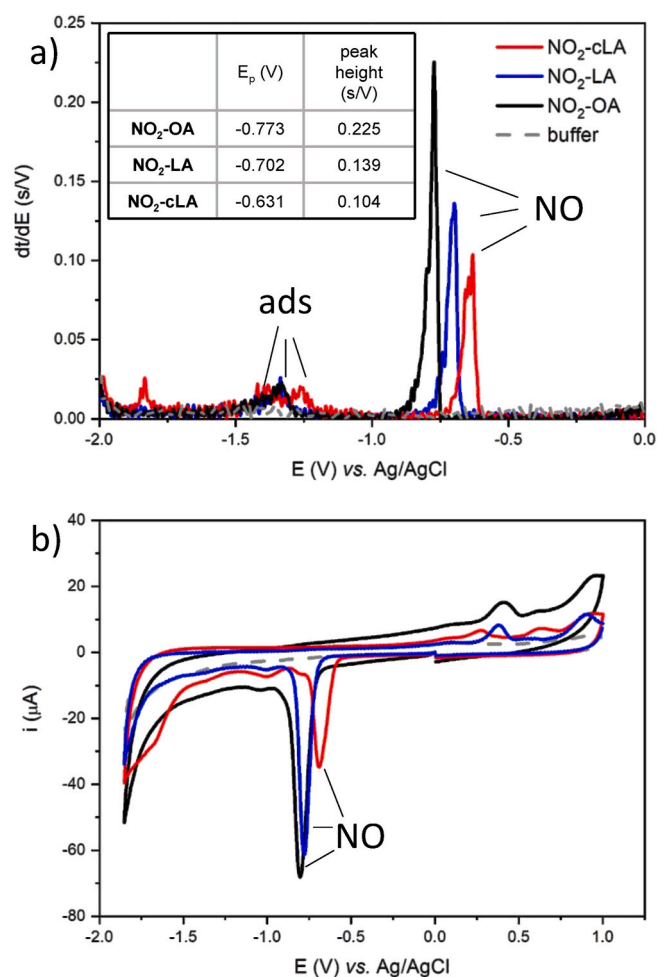 a)
0.25
0.20
0.15
0.10
0.05
0.00
dt/dE (s/V)
Eₚ (V) peak height (s/V)
NO₂-OA -0.773 0.225
NO₂-LA -0.702 0.139
NO₂-cLA -0.631 0.104
NO₂-cLA
NO₂-LA
NO₂-OA
buffer
NO
ads
-2.0 -1.5 -1.0 -0.5 0.0
E (V) vs. Ag/AgCl
b)
40
20
0
-20
-40
-60
-80
i (µA)
NO
-2.0 -1.5 -1.0 -0.5 0.0 0.5 1.0
E (V) vs. Ag/AgCl